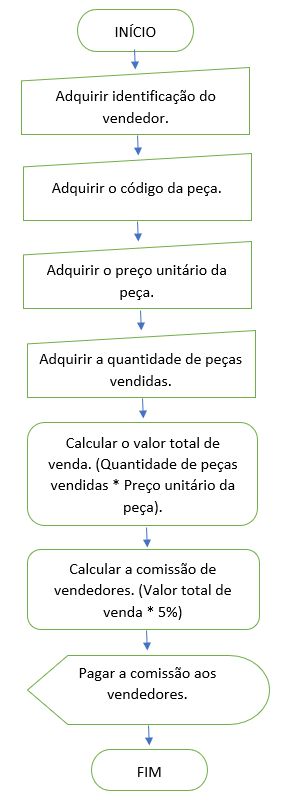 INÍCIO
Adquirir identificação do
vendedor.
Adquirir o código da peça.
Adquirir o preço unitário da
peça.
Adquirir a quantidade de peças
vendidas.
Calcular o valor total de
venda. (Quantidade de peças
vendidas * Preço unitário da
peça).
Calcular a comissão de
vendedores. (Valor total de
venda * 5%)
Pagar a comissão aos
vendedores.
FIM